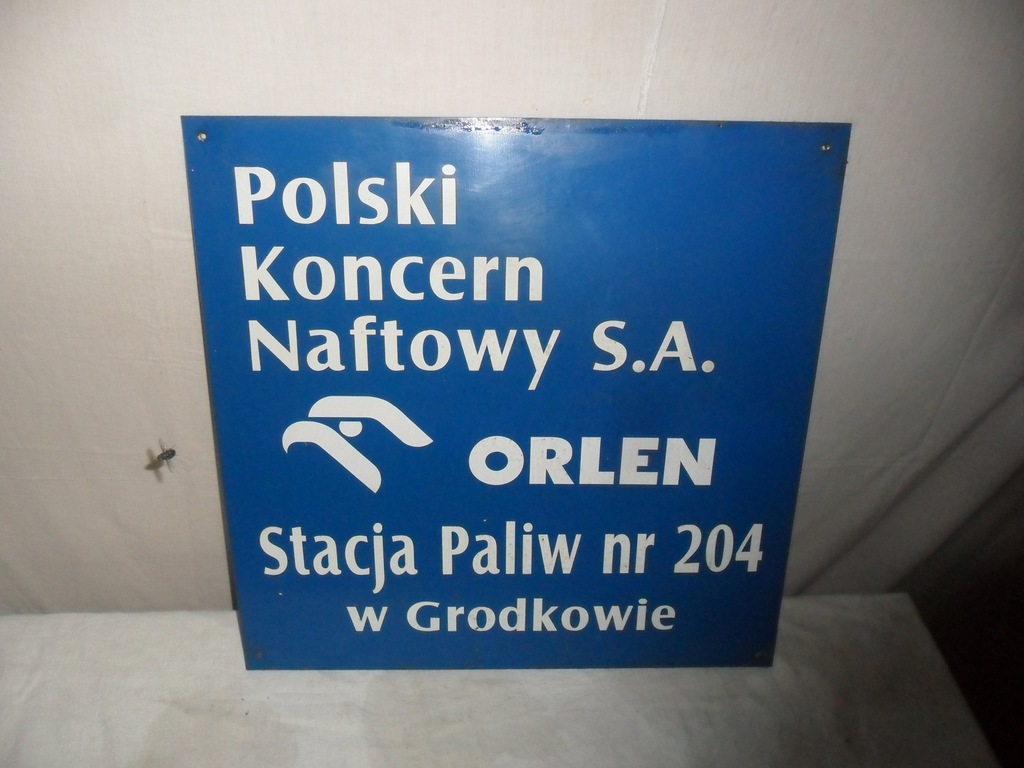 Polski
Koncern
Naftowy S.A.
ORLEN
Stacja Paliw nr 204
w Grodkowie